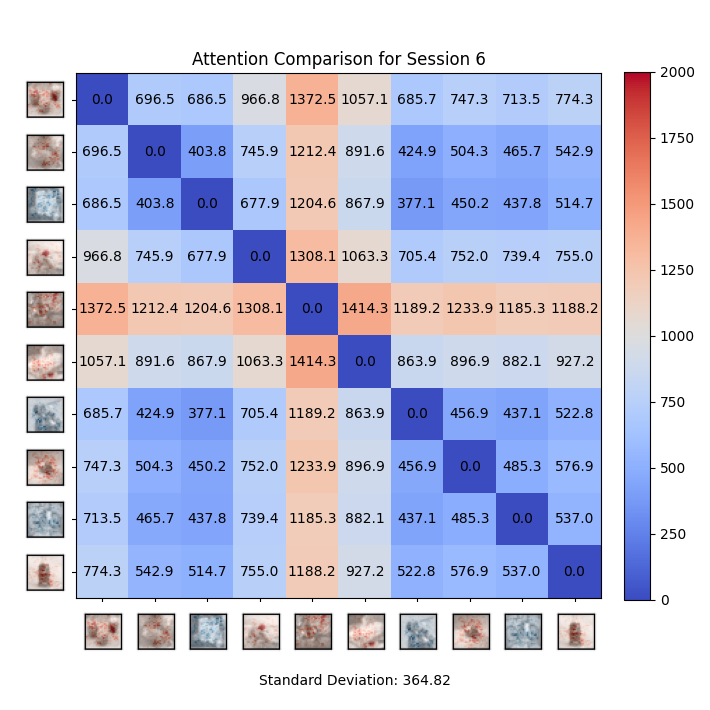 Attention Comparison for Session 6
0.0 696.5 686.5 966.8 1372.5 1057.1 685.7 747.3 713.5 774.3
696.5 0.0 403.8 745.9 1212.4 891.6 424.9 504.3 465.7 542.9
686.5 403.8 0.0 677.9 1204.6 867.9 377.1 450.2 437.8 514.7
966.8 745.9 677.9 0.0 1308.1 1063.3 705.4 752.0 739.4 755.0
1372.5 1212.4 1204.6 1308.1 0.0 1414.3 1189.2 1233.9 1185.3 1188.2
1057.1 891.6 867.9 1063.3 1414.3 0.0 863.9 896.9 882.1 927.2
685.7 424.9 377.1 705.4 1189.2 863.9 0.0 456.9 437.1 522.8
747.3 504.3 450.2 752.0 1233.9 896.9 456.9 0.0 485.3 576.9
713.5 465.7 437.8 739.4 1185.3 882.1 437.1 485.3 0.0 537.0
774.3 542.9 514.7 755.0 1188.2 927.2 522.8 576.9 537.0 0.0
2000
1750
1500
1250
1000
750
500
250
0
Standard Deviation: 364.82